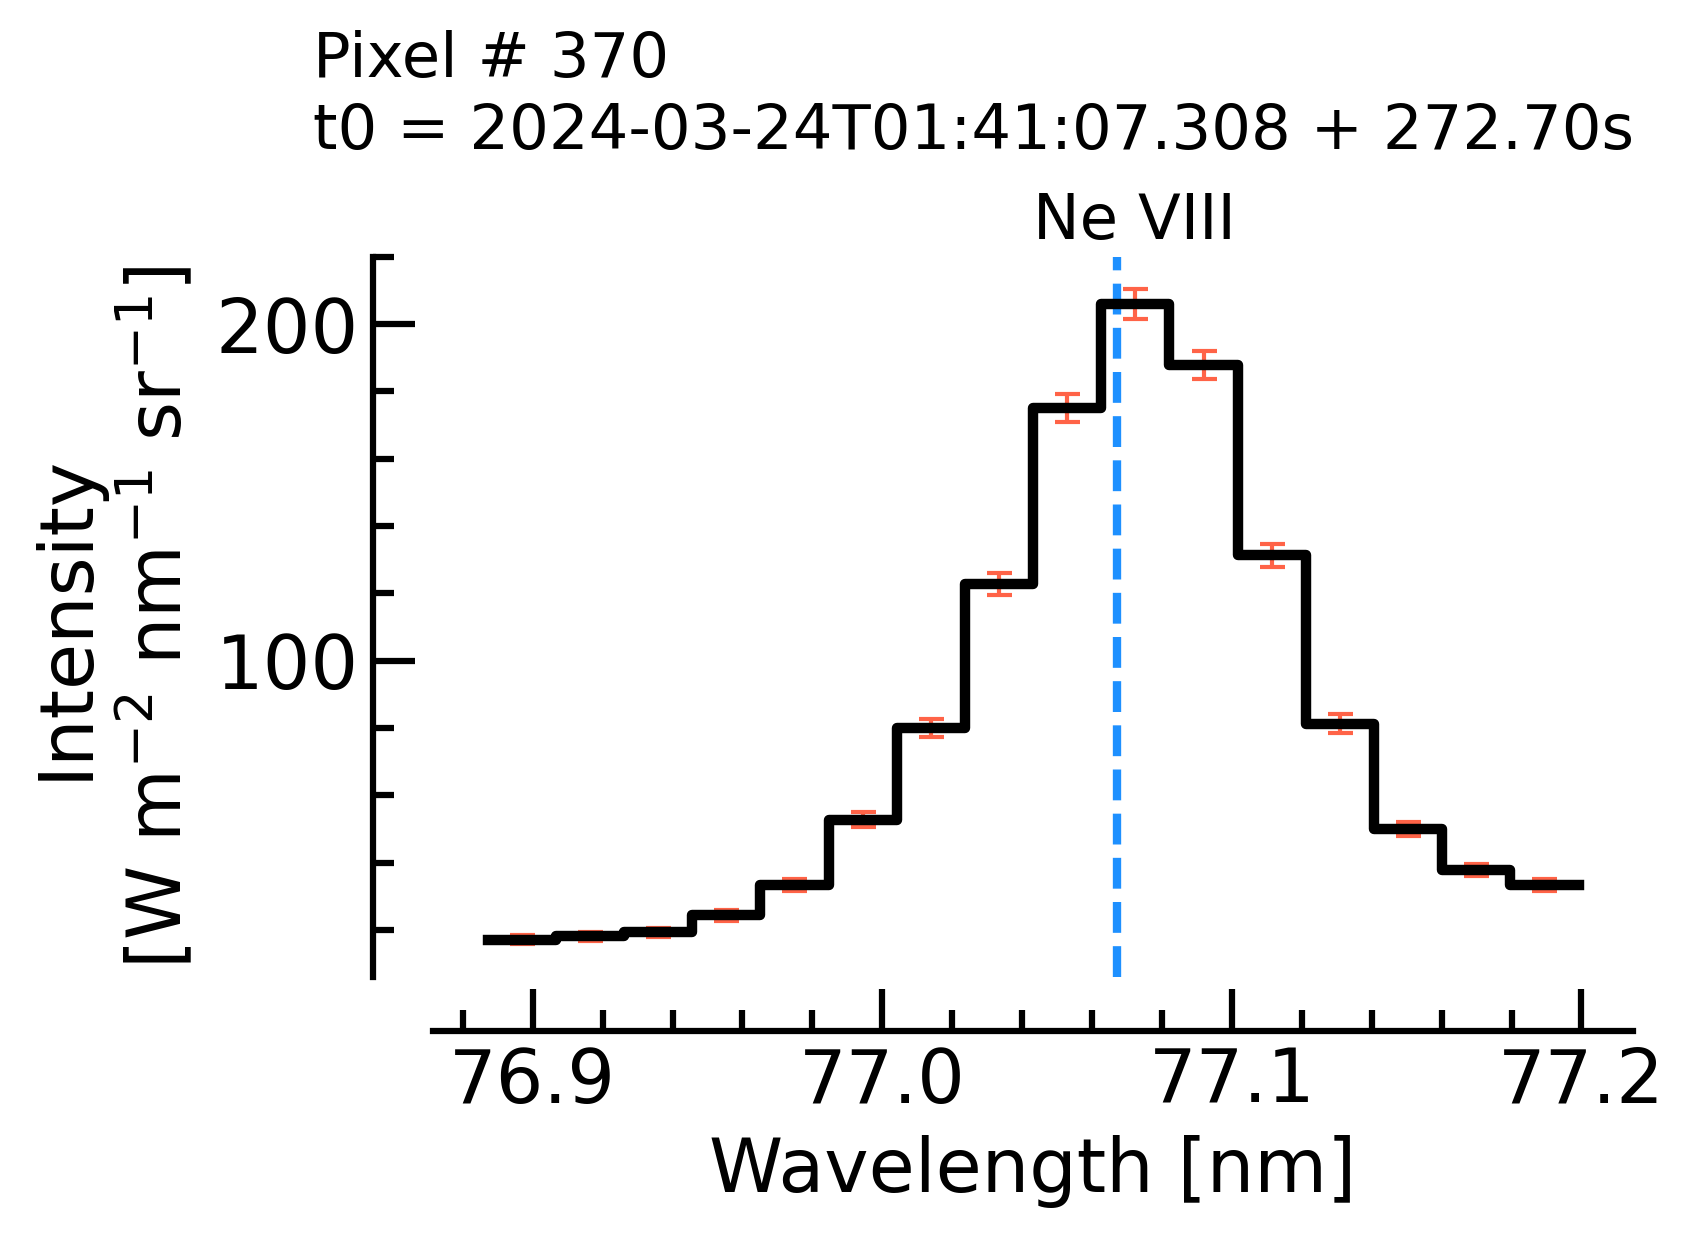 Pixel # 370
t0 = 2024-03-24T01:41:07.308 + 272.70s
Ne VIII
Intensity
[W m⁻² nm⁻¹ sr⁻¹]
200
100
76.9 77.0 77.1 77.2
Wavelength [nm]